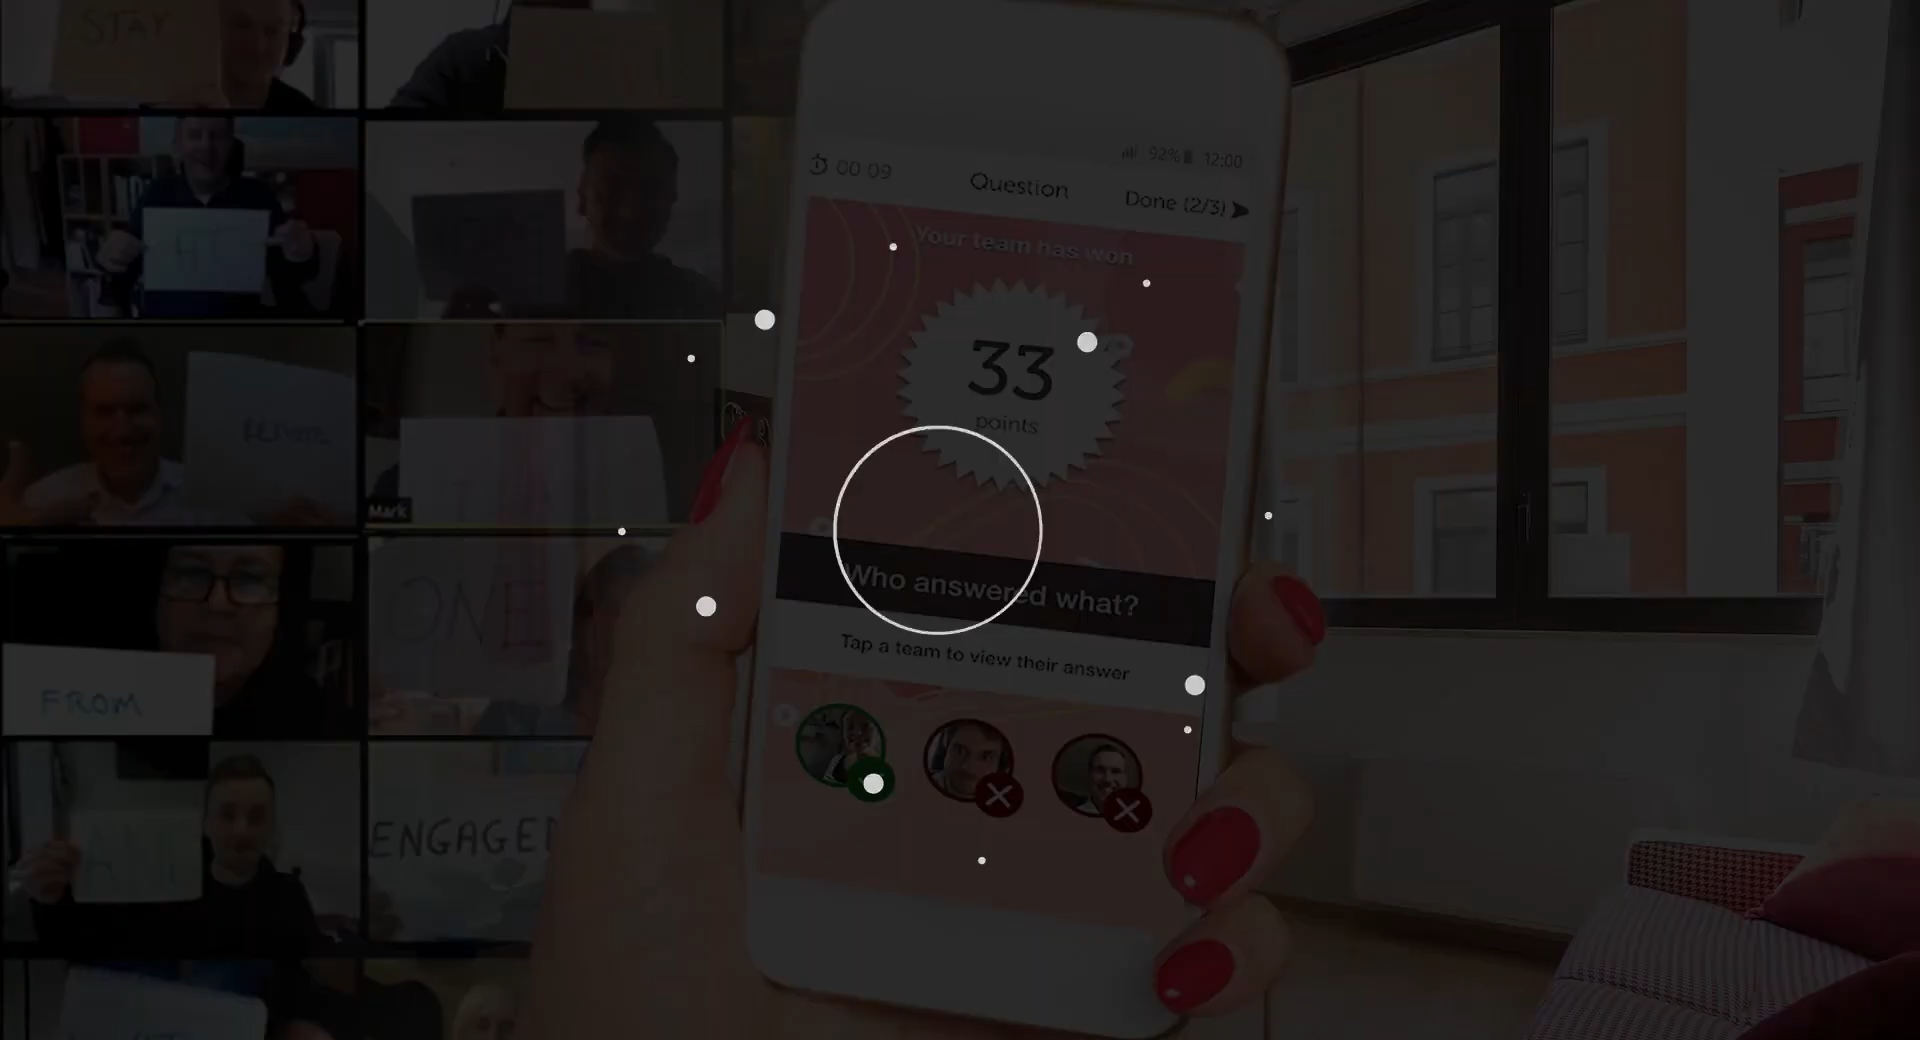 STAY
AT
Mark
ONE
FROM
ENGAGED
92% 12:00
00:09
Question
Done (2/3)
Your team has won
33
points
Who answered what?
Tap a team to view their answer